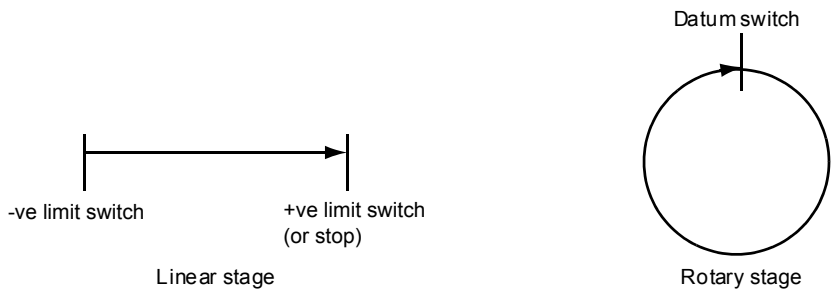 Datum switch
-ve limit switch
+ve limit switch
(or stop)
Linear stage
Rotary stage